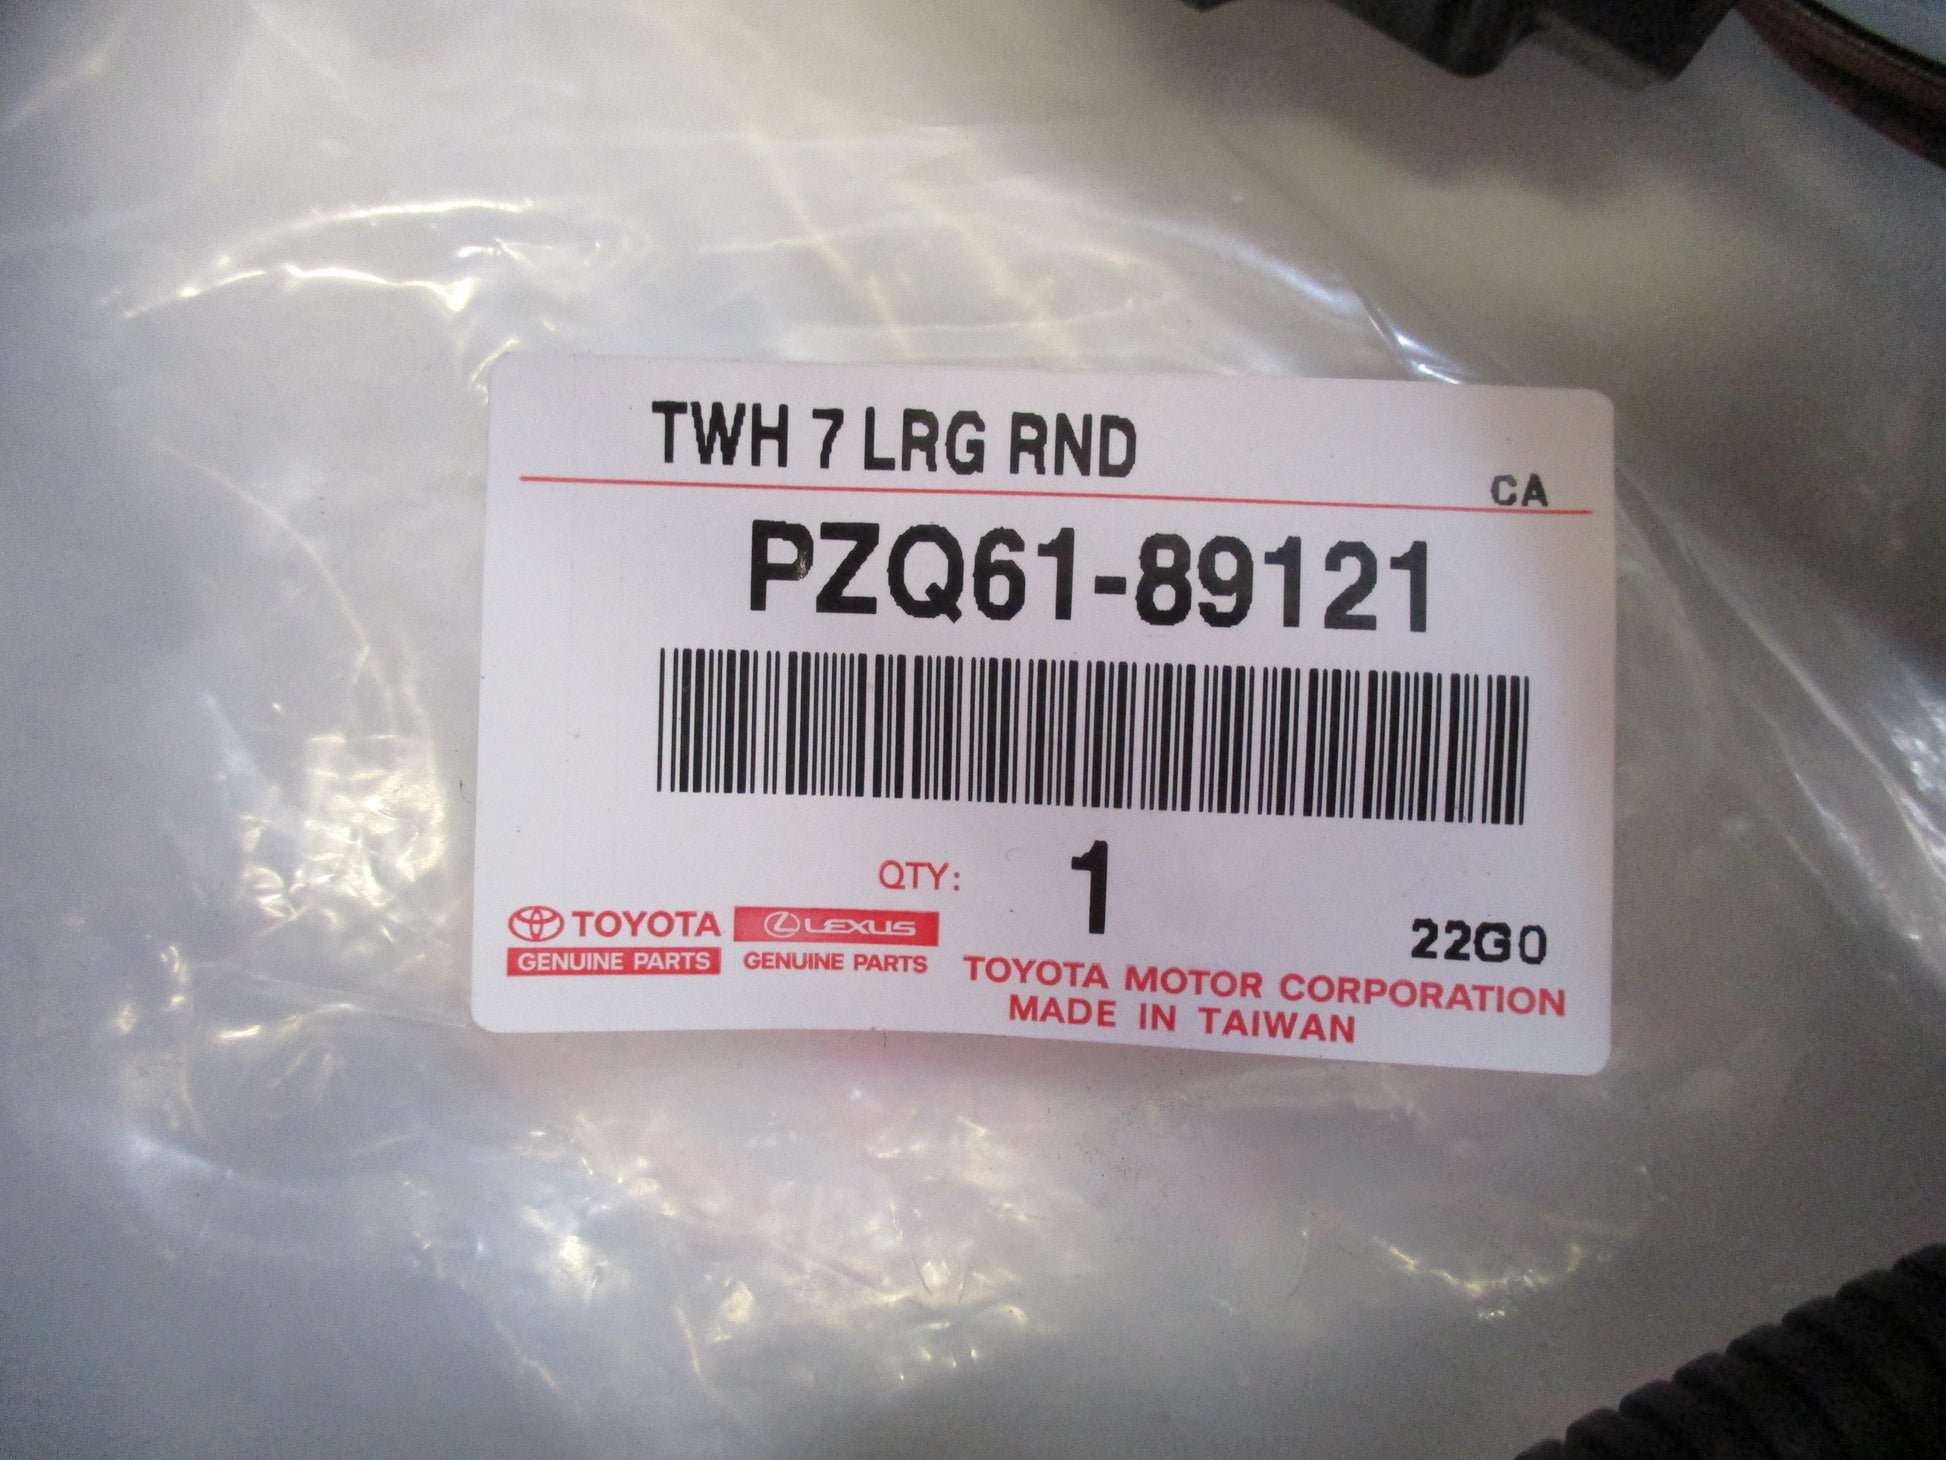 TWH 7 LRG RND
CA
PZQ61-89121
QTY: 1
22G0
TOYOTA
GENUINE PARTS
LEXUS
GENUINE PARTS
TOYOTA MOTOR CORPORATION
MADE IN TAIWAN